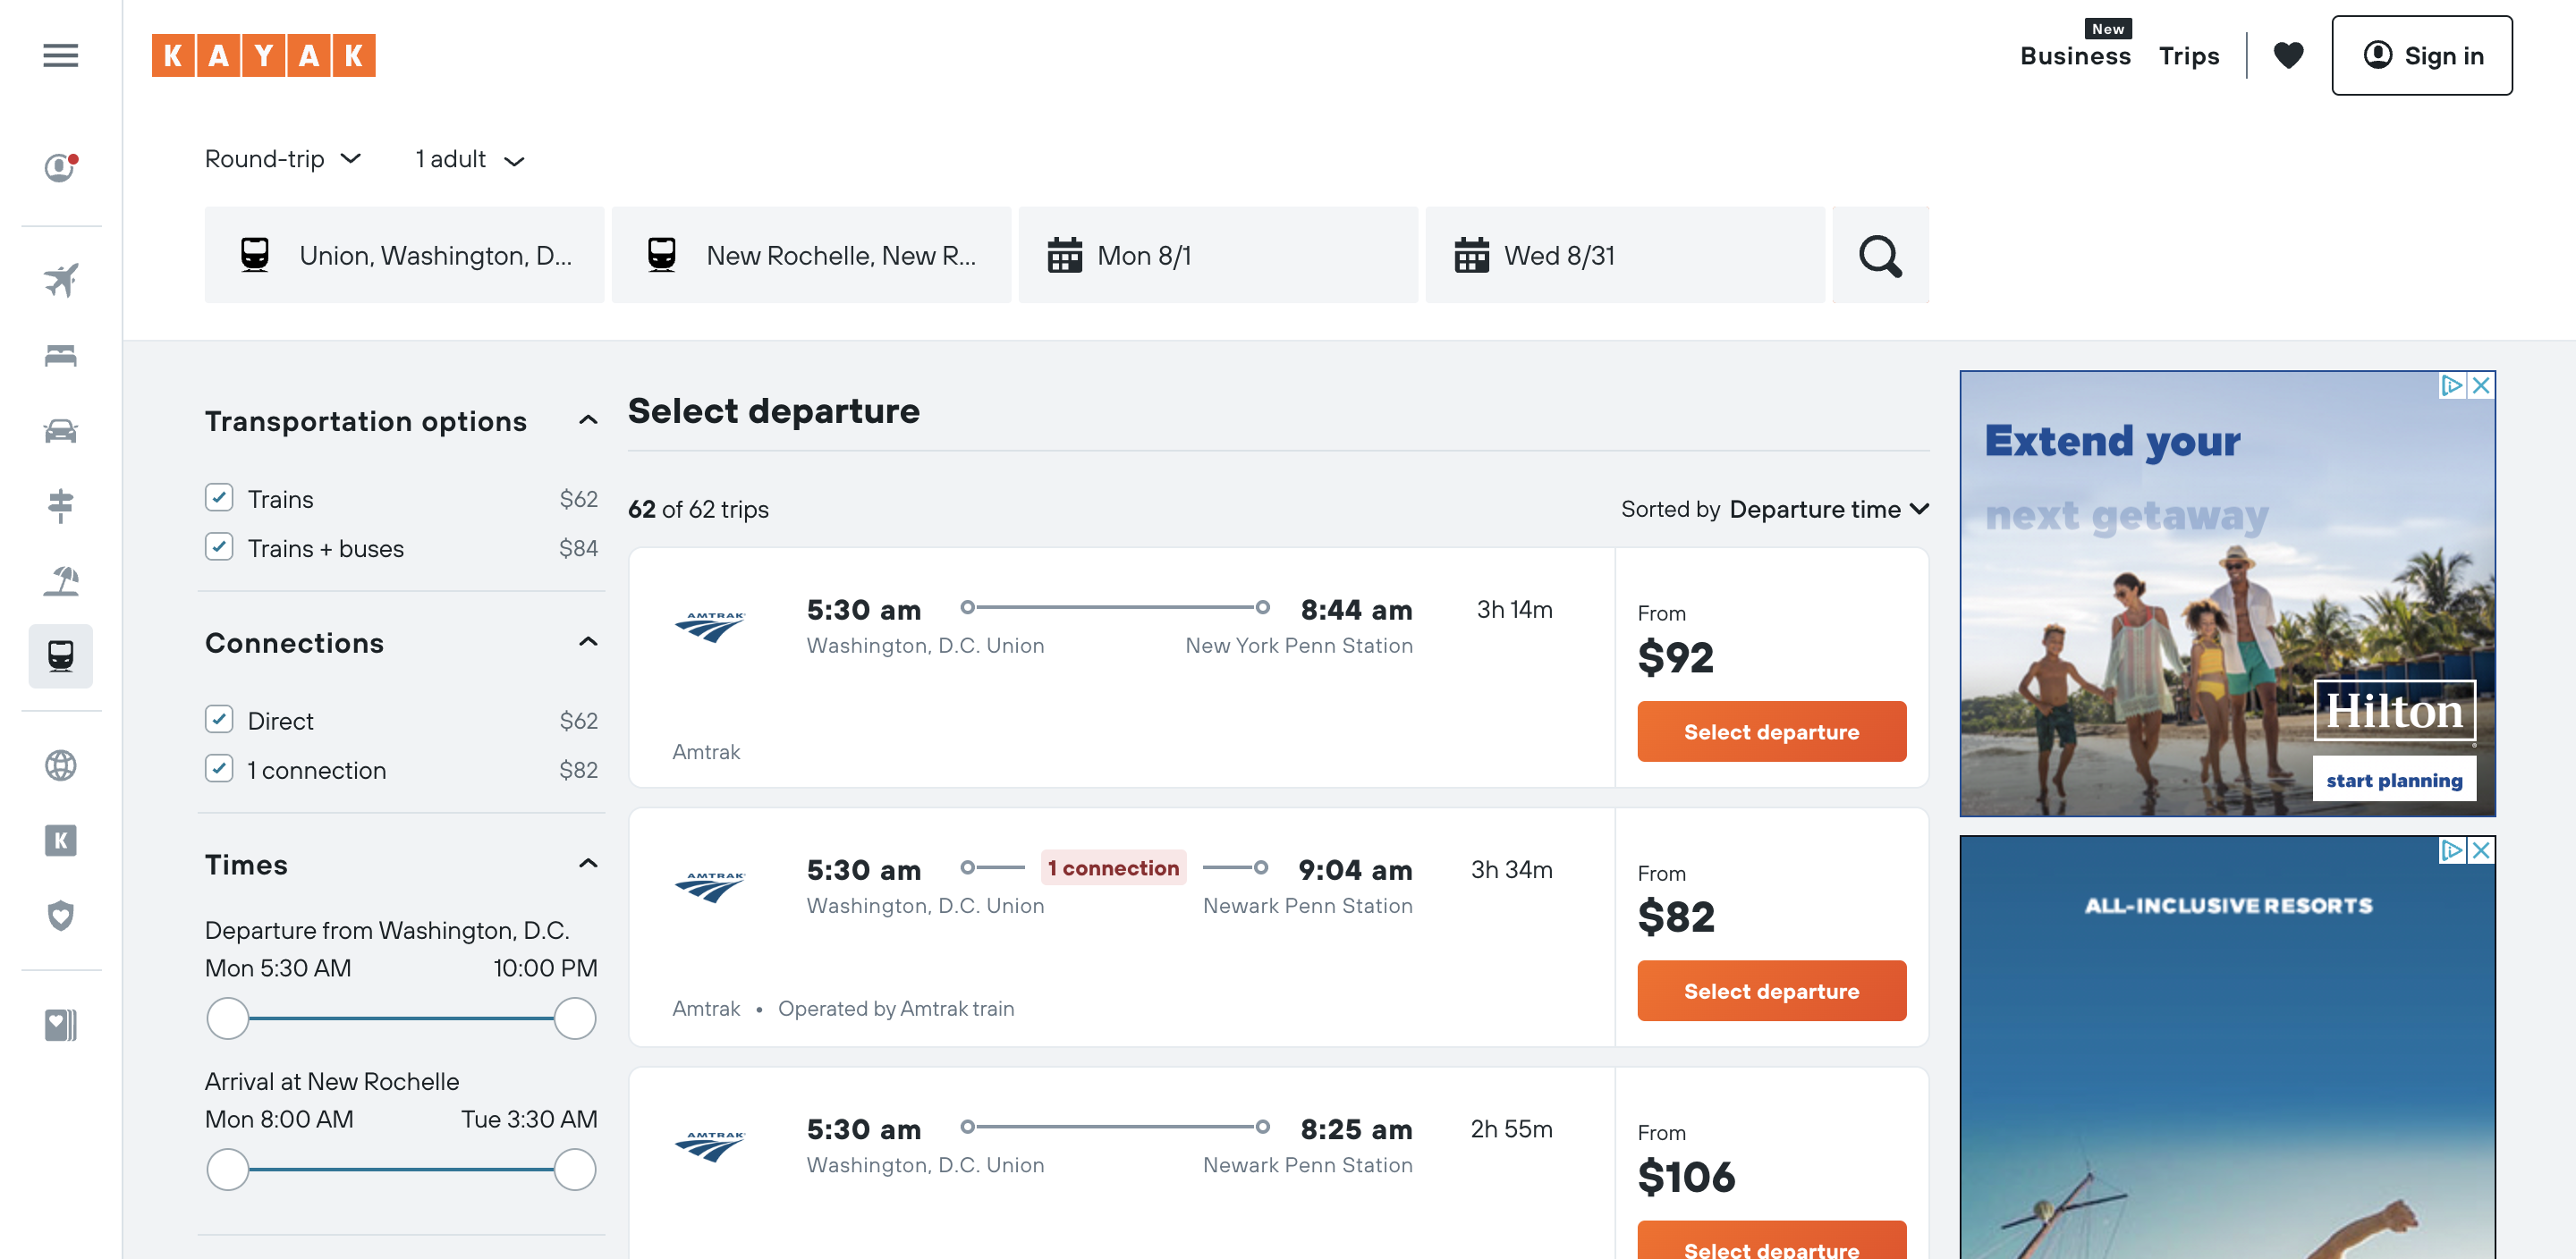 KAYAK
New
Business
Trips
Sign in
Round-trip
1 adult
Union, Washington, D...
New Rochelle, New R...
Mon 8/1
Wed 8/31
Transportation options
Trains $62
Trains + buses $84
Connections
Direct $62
1 connection $82
Times
Departure from Washington, D.C.
Mon 5:30 AM 10:00 PM
Arrival at New Rochelle
Mon 8:00 AM Tue 3:30 AM
K
Select departure
62 of 62 trips
Sorted by Departure time
AMTRAK
5:30 am 8:44 am 3h 14m
Washington, D.C. Union New York Penn Station
Amtrak
From
$92
Select departure
AMTRAK
5:30 am 1 connection 9:04 am 3h 34m
Washington, D.C. Union Newark Penn Station
Amtrak • Operated by Amtrak train
From
$82
Select departure
AMTRAK
5:30 am 8:25 am 2h 55m
Washington, D.C. Union Newark Penn Station
From
$106
Select departure
Extend your
next getaway
Hilton
start planning
ALL-INCLUSIVE RESORTS